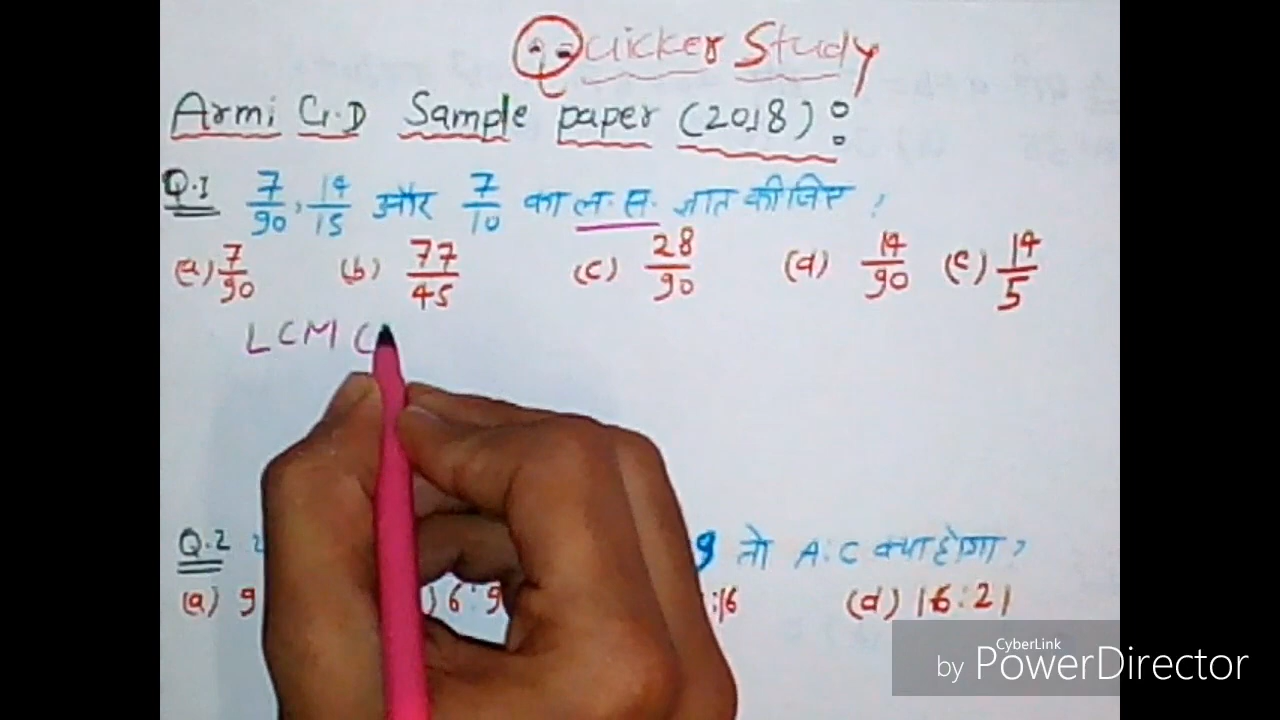 Quicker Study
Armi G.D Sample paper (2018) :
Q.1 7/90, 14/15 और 7/10 का ल. स. ज्ञात कीजिए ?
(a) 7/90 (b) 77/45 (c) 28/90 (d) 14/90 (e) 14/5
LCM (
Q.2 9 तो A:C क्या होगा ?
(a) 9 ) 6:9 :16 (d) 16:21
CyberLink
by PowerDirector